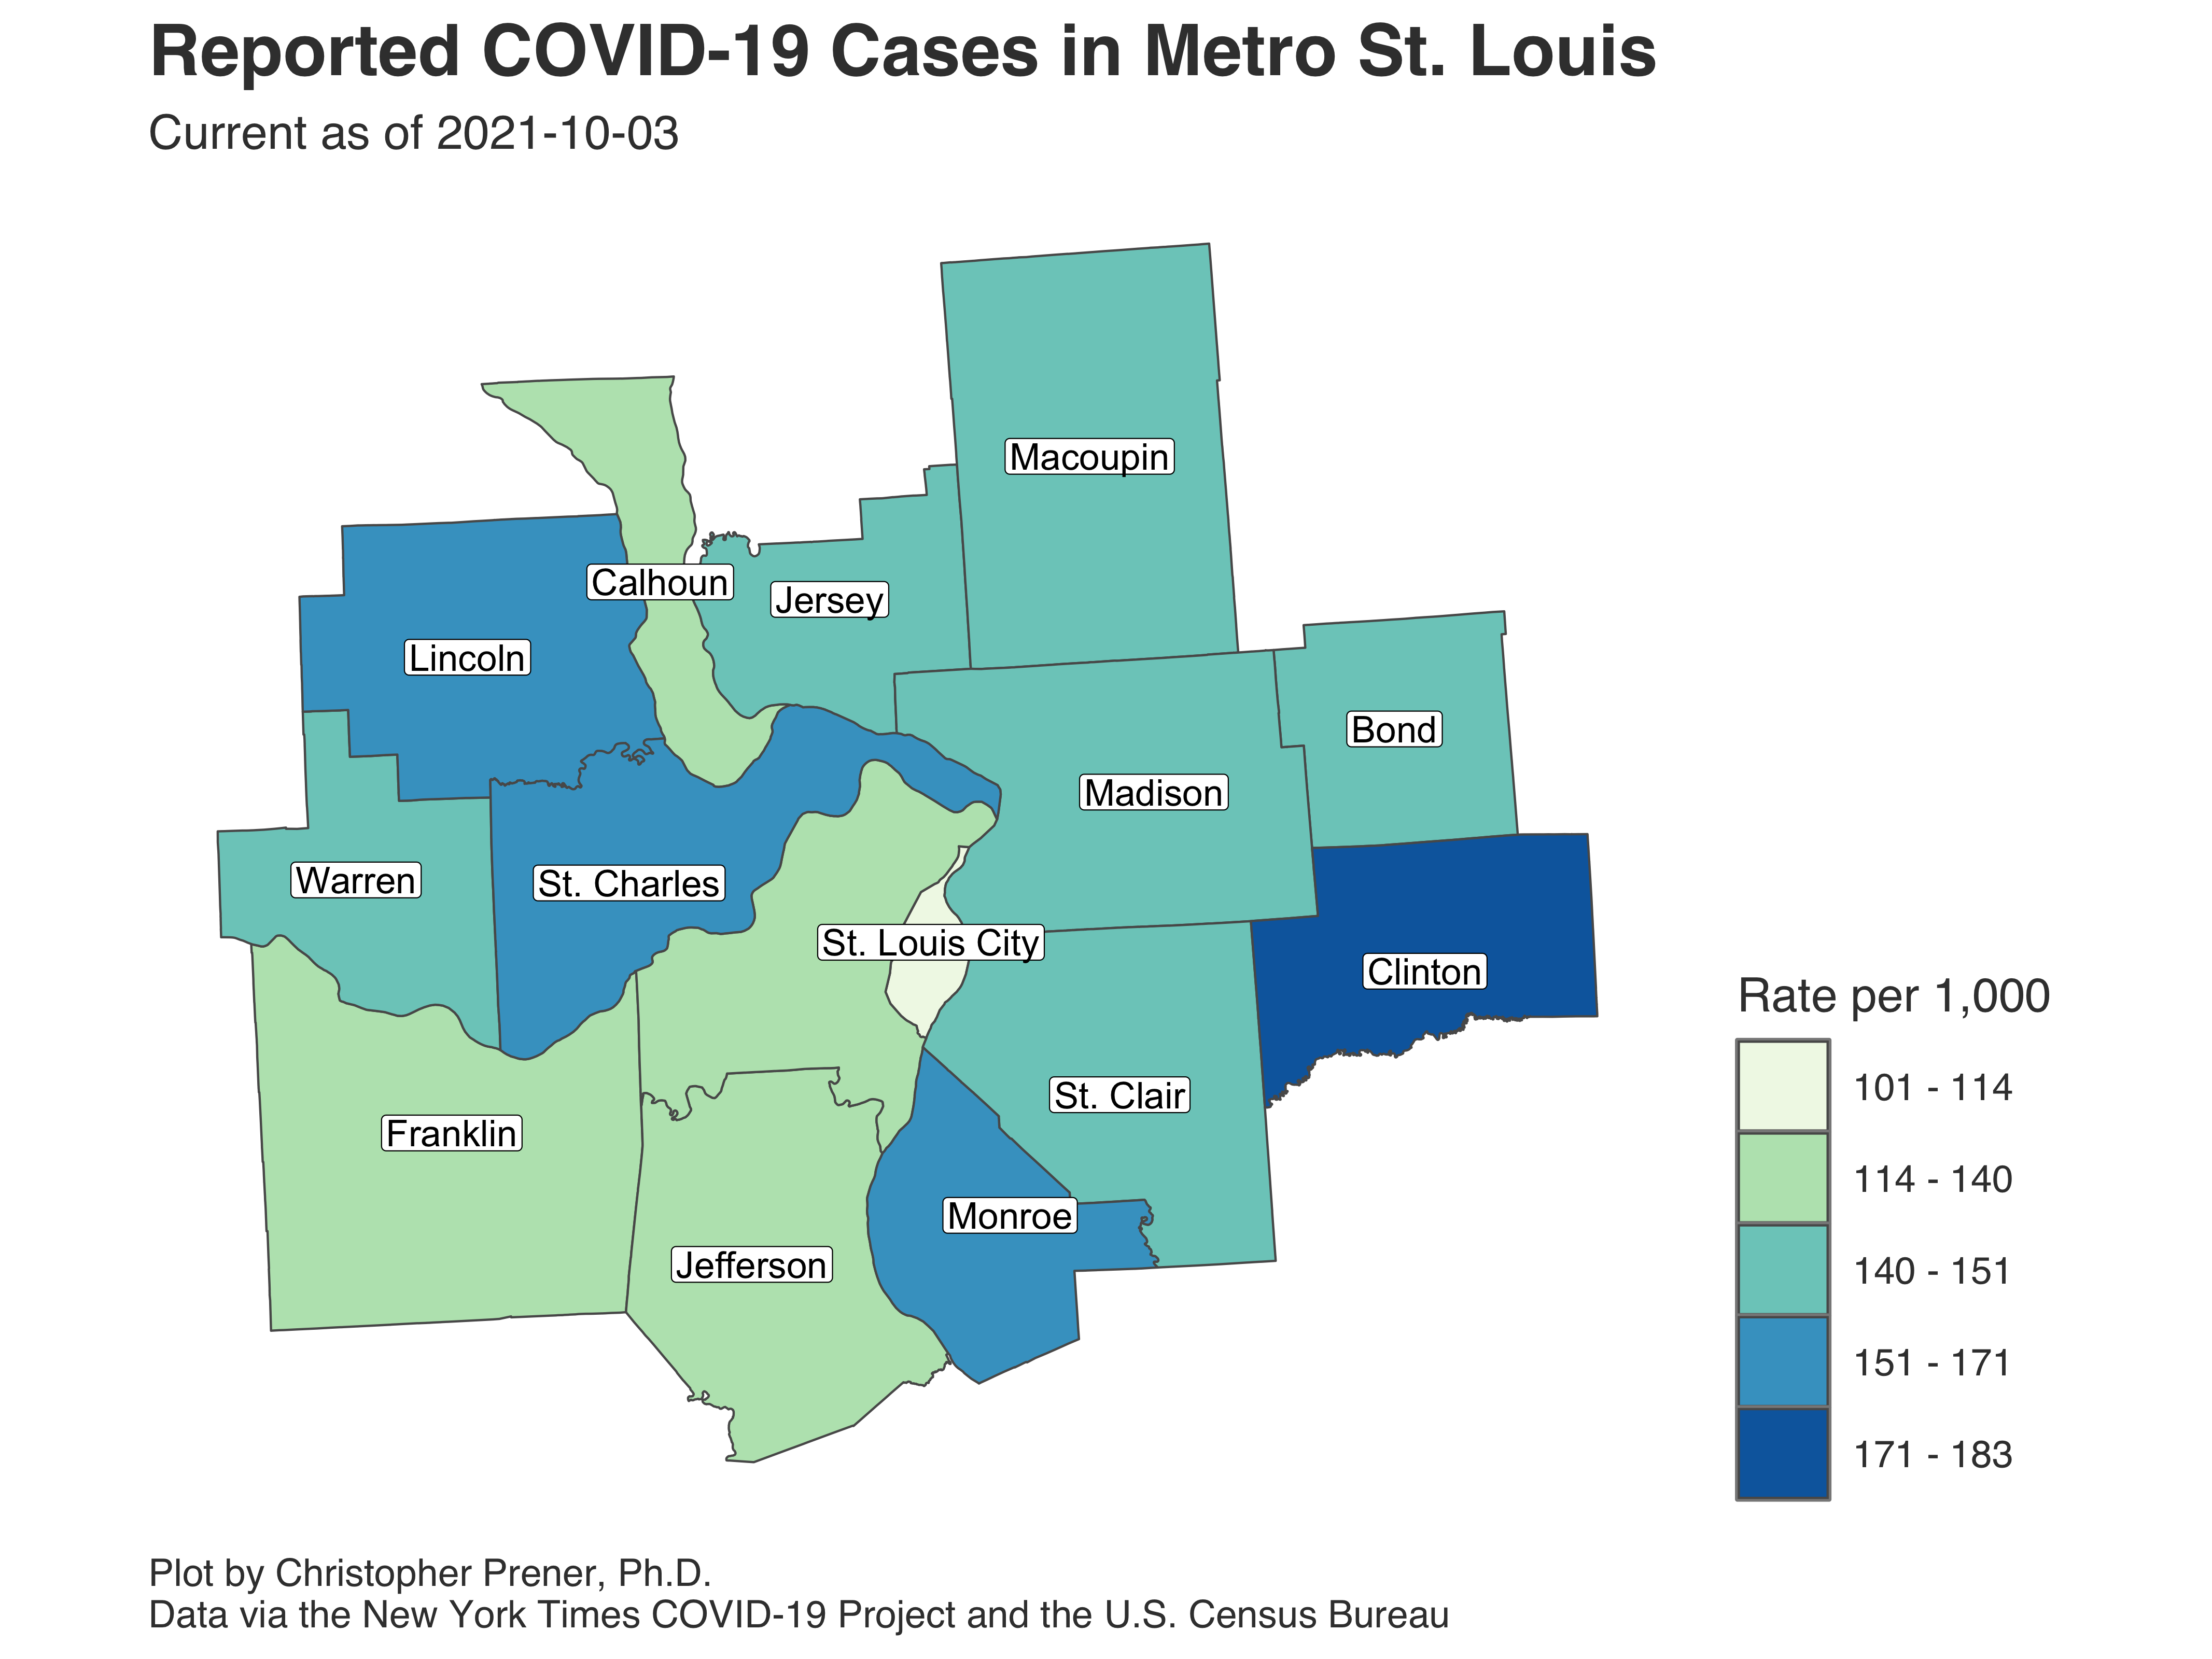 Reported COVID-19 Cases in Metro St. Louis
Current as of 2021-10-03
Macoupin
Calhoun
Jersey
Lincoln
Bond
Madison
Warren
St. Charles
St. Louis City
Clinton
St. Clair
Franklin
Monroe
Jefferson
Rate per 1,000
101 - 114
114 - 140
140 - 151
151 - 171
171 - 183
Plot by Christopher Prener, Ph.D.
Data via the New York Times COVID-19 Project and the U.S. Census Bureau